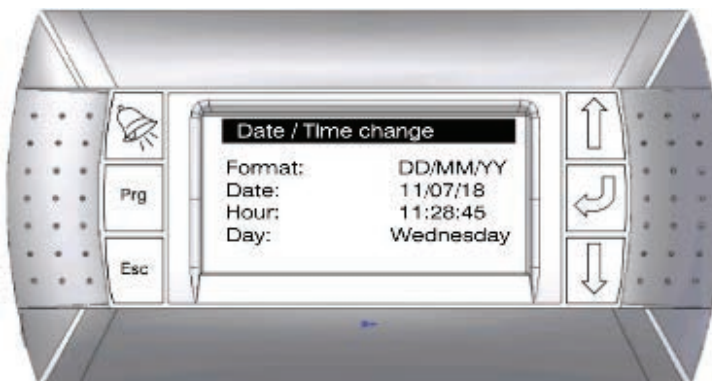 Date / Time change
Format: DD/MM/YY
Date: 11/07/18
Hour: 11:28:45
Day: Wednesday
Prg
Esc